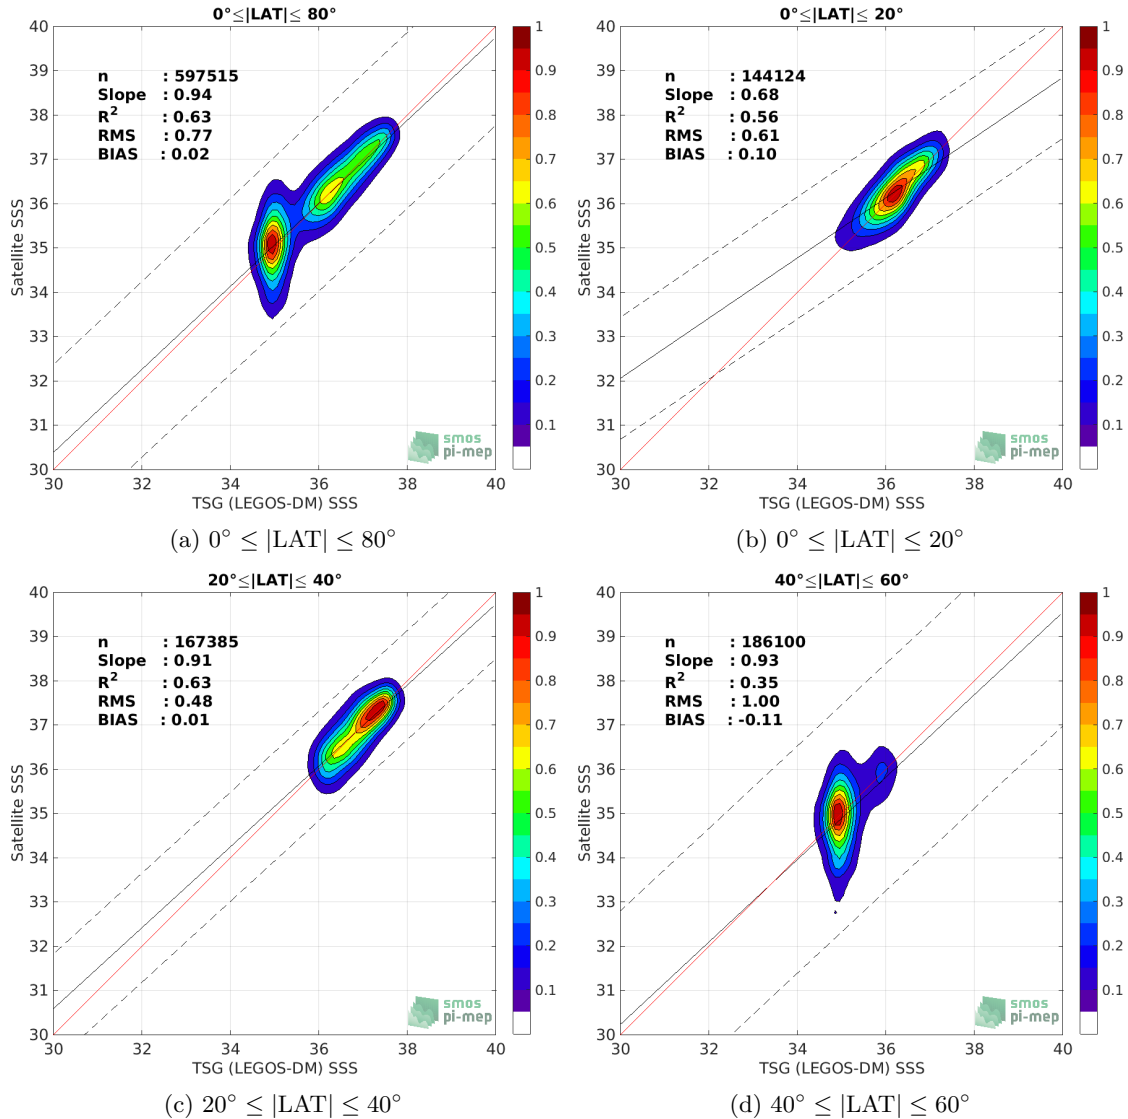 0°≤|LAT|≤ 80°
n : 597515
Slope : 0.94
R² : 0.63
RMS : 0.77
BIAS : 0.02
40
39
38
37
36
35
34
33
32
31
30
Satellite SSS
30 32 34 36 38 40
TSG (LEGOS-DM) SSS
1
0.9
0.8
0.7
0.6
0.5
0.4
0.3
0.2
0.1
smos
pi-mep
(a) 0° ≤ |LAT| ≤ 80°
0°≤|LAT|≤ 20°
n : 144124
Slope : 0.68
R² : 0.56
RMS : 0.61
BIAS : 0.10
40
39
38
37
36
35
34
33
32
31
30
Satellite SSS
30 32 34 36 38 40
TSG (LEGOS-DM) SSS
1
0.9
0.8
0.7
0.6
0.5
0.4
0.3
0.2
0.1
smos
pi-mep
(b) 0° ≤ |LAT| ≤ 20°
20°≤|LAT|≤ 40°
n : 167385
Slope : 0.91
R² : 0.63
RMS : 0.48
BIAS : 0.01
40
39
38
37
36
35
34
33
32
31
30
Satellite SSS
30 32 34 36 38 40
TSG (LEGOS-DM) SSS
1
0.9
0.8
0.7
0.6
0.5
0.4
0.3
0.2
0.1
smos
pi-mep
(c) 20° ≤ |LAT| ≤ 40°
40°≤|LAT|≤ 60°
n : 186100
Slope : 0.93
R² : 0.35
RMS : 1.00
BIAS : -0.11
40
39
38
37
36
35
34
33
32
31
30
Satellite SSS
30 32 34 36 38 40
TSG (LEGOS-DM) SSS
1
0.9
0.8
0.7
0.6
0.5
0.4
0.3
0.2
0.1
smos
pi-mep
(d) 40° ≤ |LAT| ≤ 60°